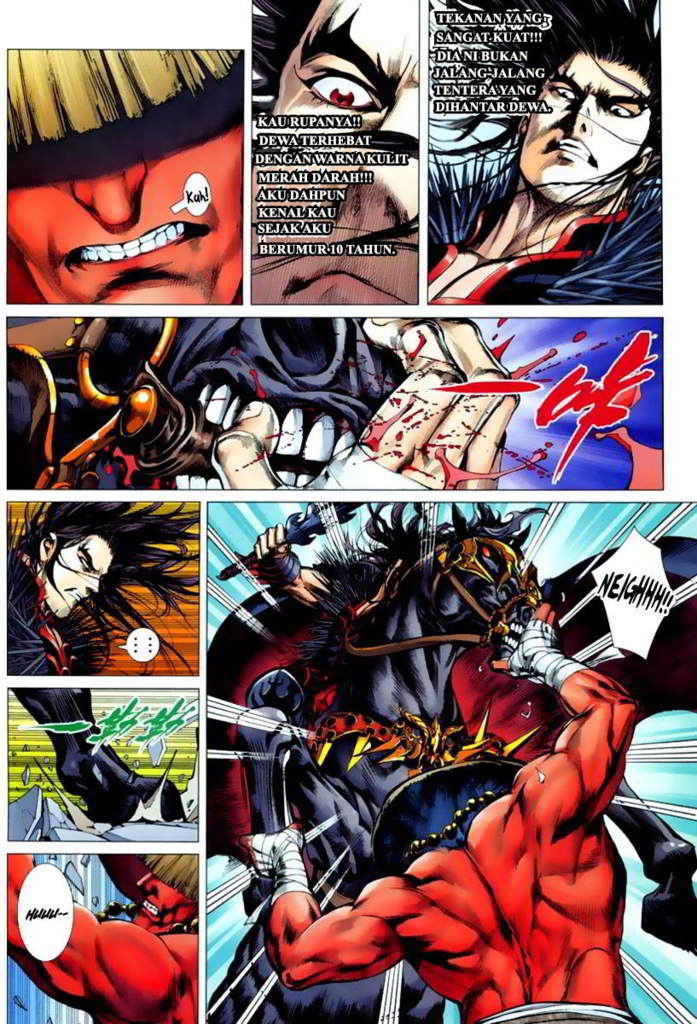 TEKANAN YANG
SANGAT KUAT!!!
DIA NI BUKAN
JALANG JALANG
TENTERA YANG
DIHANTAR DEWA.
KAU RUPANYA!!
DEWA TERHEBAT
DENGAN WARNA KULIT
MERAH DARAH!!!
AKU DAHPUN
KENAL KAU
SEJAK AKU
BERUMUR 10 TAHUN.
Kuh!
...
...
NEIGHHH!!
HUUU--